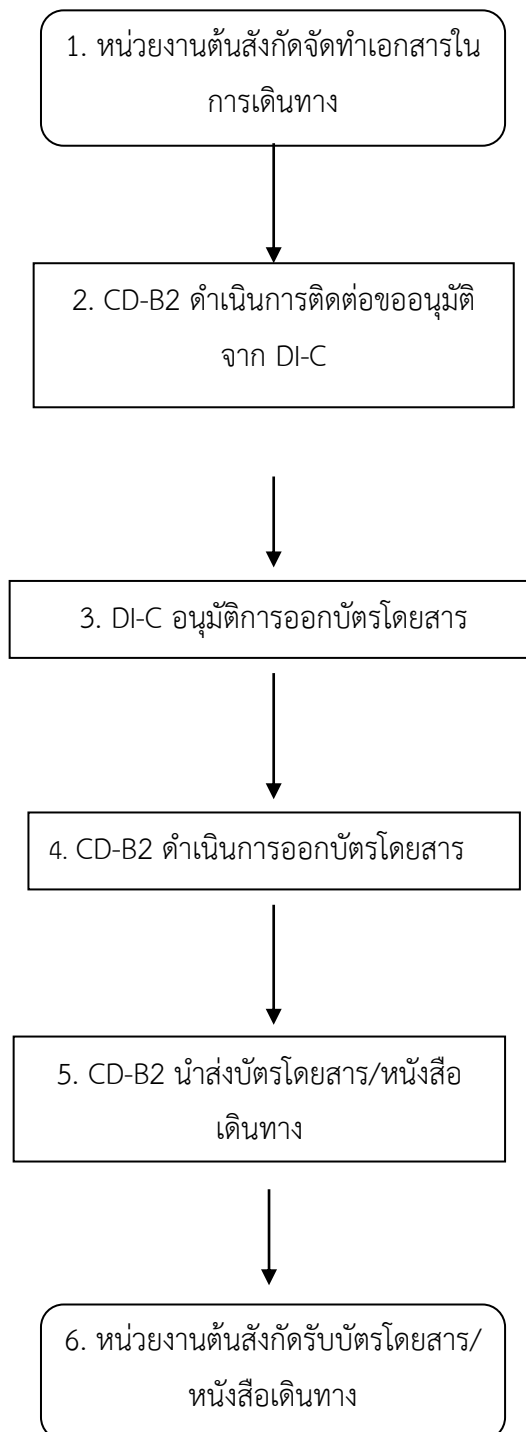 1. หน่วยงานต้นสังกัดจัดทำเอกสารใน
การเดินทาง
2. CD-B2 ดำเนินการติดต่อขออนุมัติ
จาก DI-C
3. DI-C อนุมัติการออกบัตรโดยสาร
4. CD-B2 ดำเนินการออกบัตรโดยสาร
5. CD-B2 นำส่งบัตรโดยสาร/หนังสือ
เดินทาง
6. หน่วยงานต้นสังกัดรับบัตรโดยสาร/
หนังสือเดินทาง